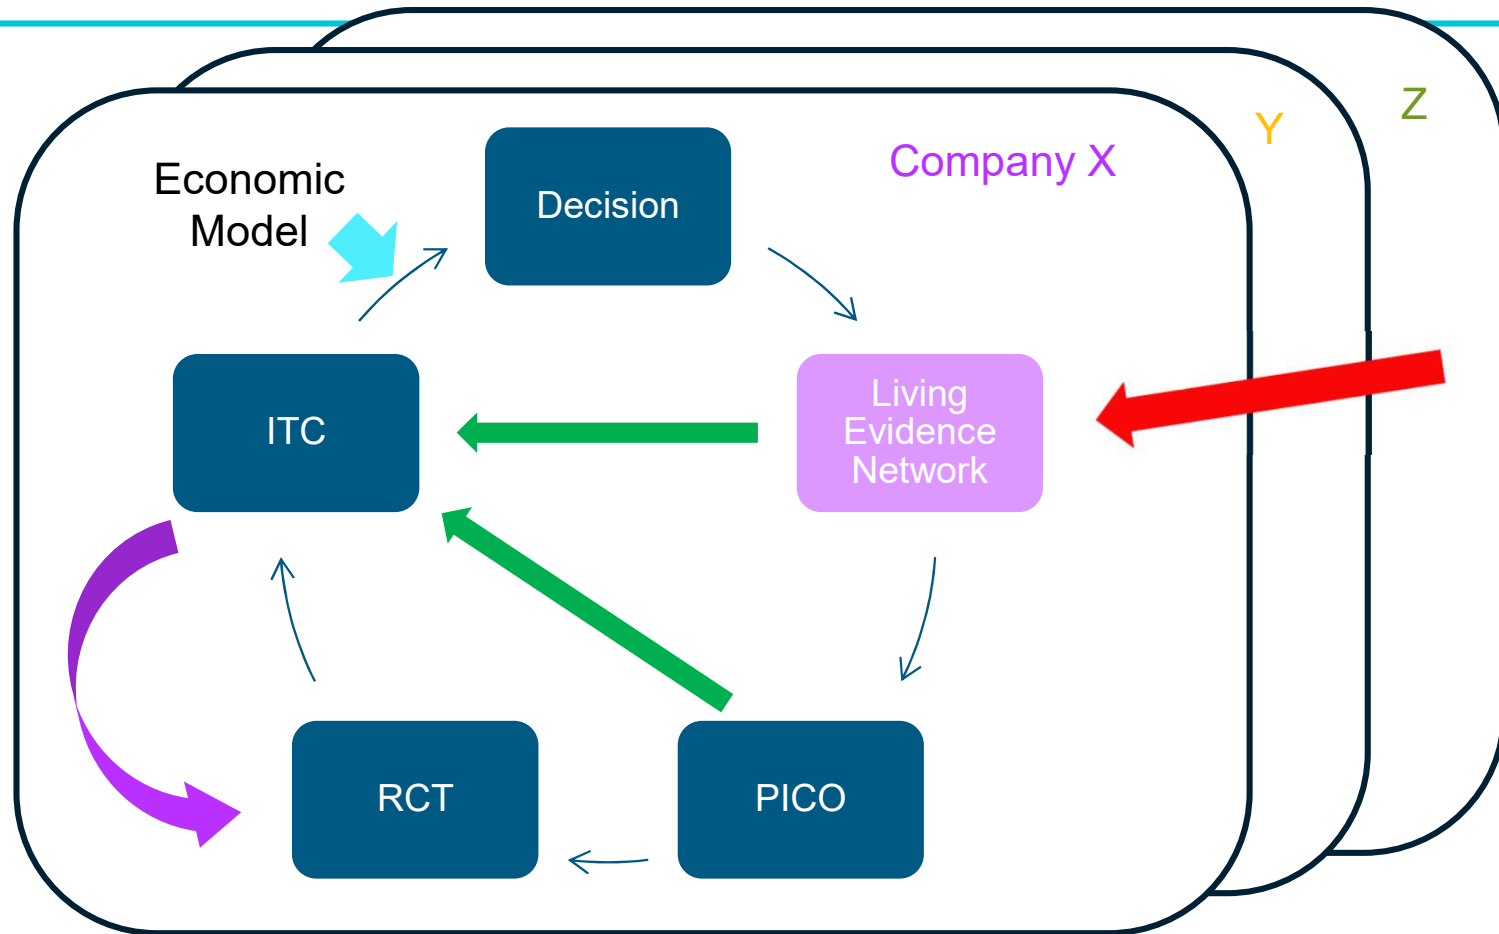 Economic
Model
Decision
Company X
Y
Z
ITC
Living
Evidence
Network
RCT
PICO